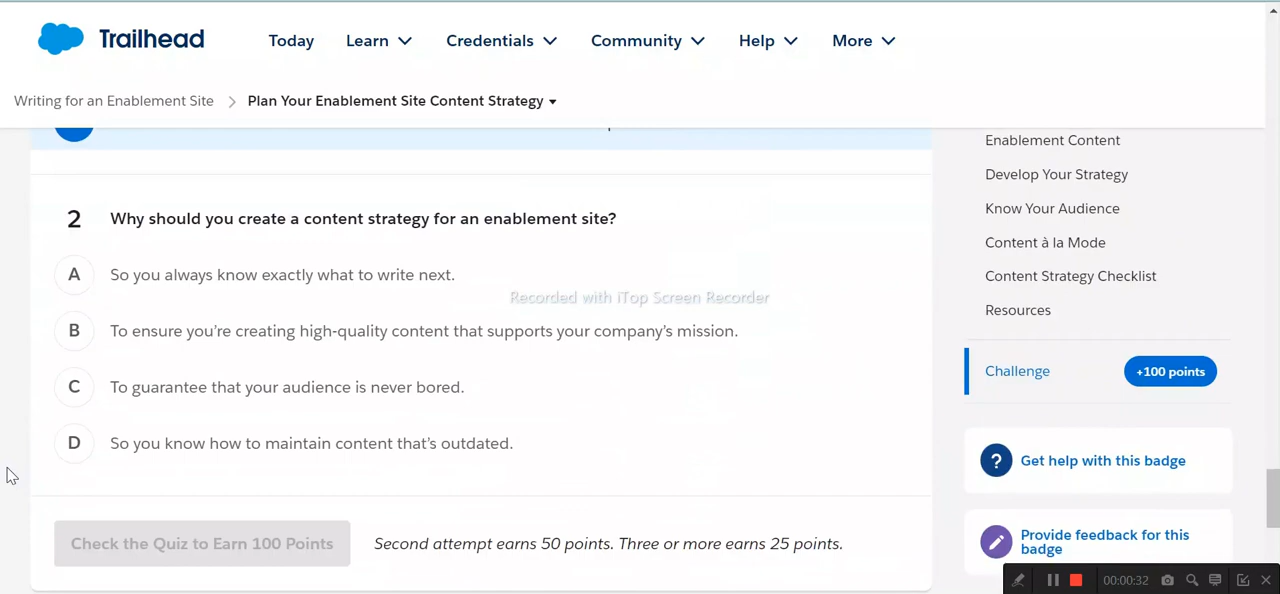 Trailhead
Today Learn Credentials Community Help More
Writing for an Enablement Site > Plan Your Enablement Site Content Strategy
Enablement Content
Develop Your Strategy
Know Your Audience
Content à la Mode
Content Strategy Checklist
Resources
Challenge +100 points
2 Why should you create a content strategy for an enablement site?
A So you always know exactly what to write next.
Recorded with iTop Screen Recorder
B To ensure you’re creating high-quality content that supports your company’s mission.
C To guarantee that your audience is never bored.
D So you know how to maintain content that’s outdated.
Check the Quiz to Earn 100 Points Second attempt earns 50 points. Three or more earns 25 points.
? Get help with this badge
Provide feedback for this
badge
00:00:32